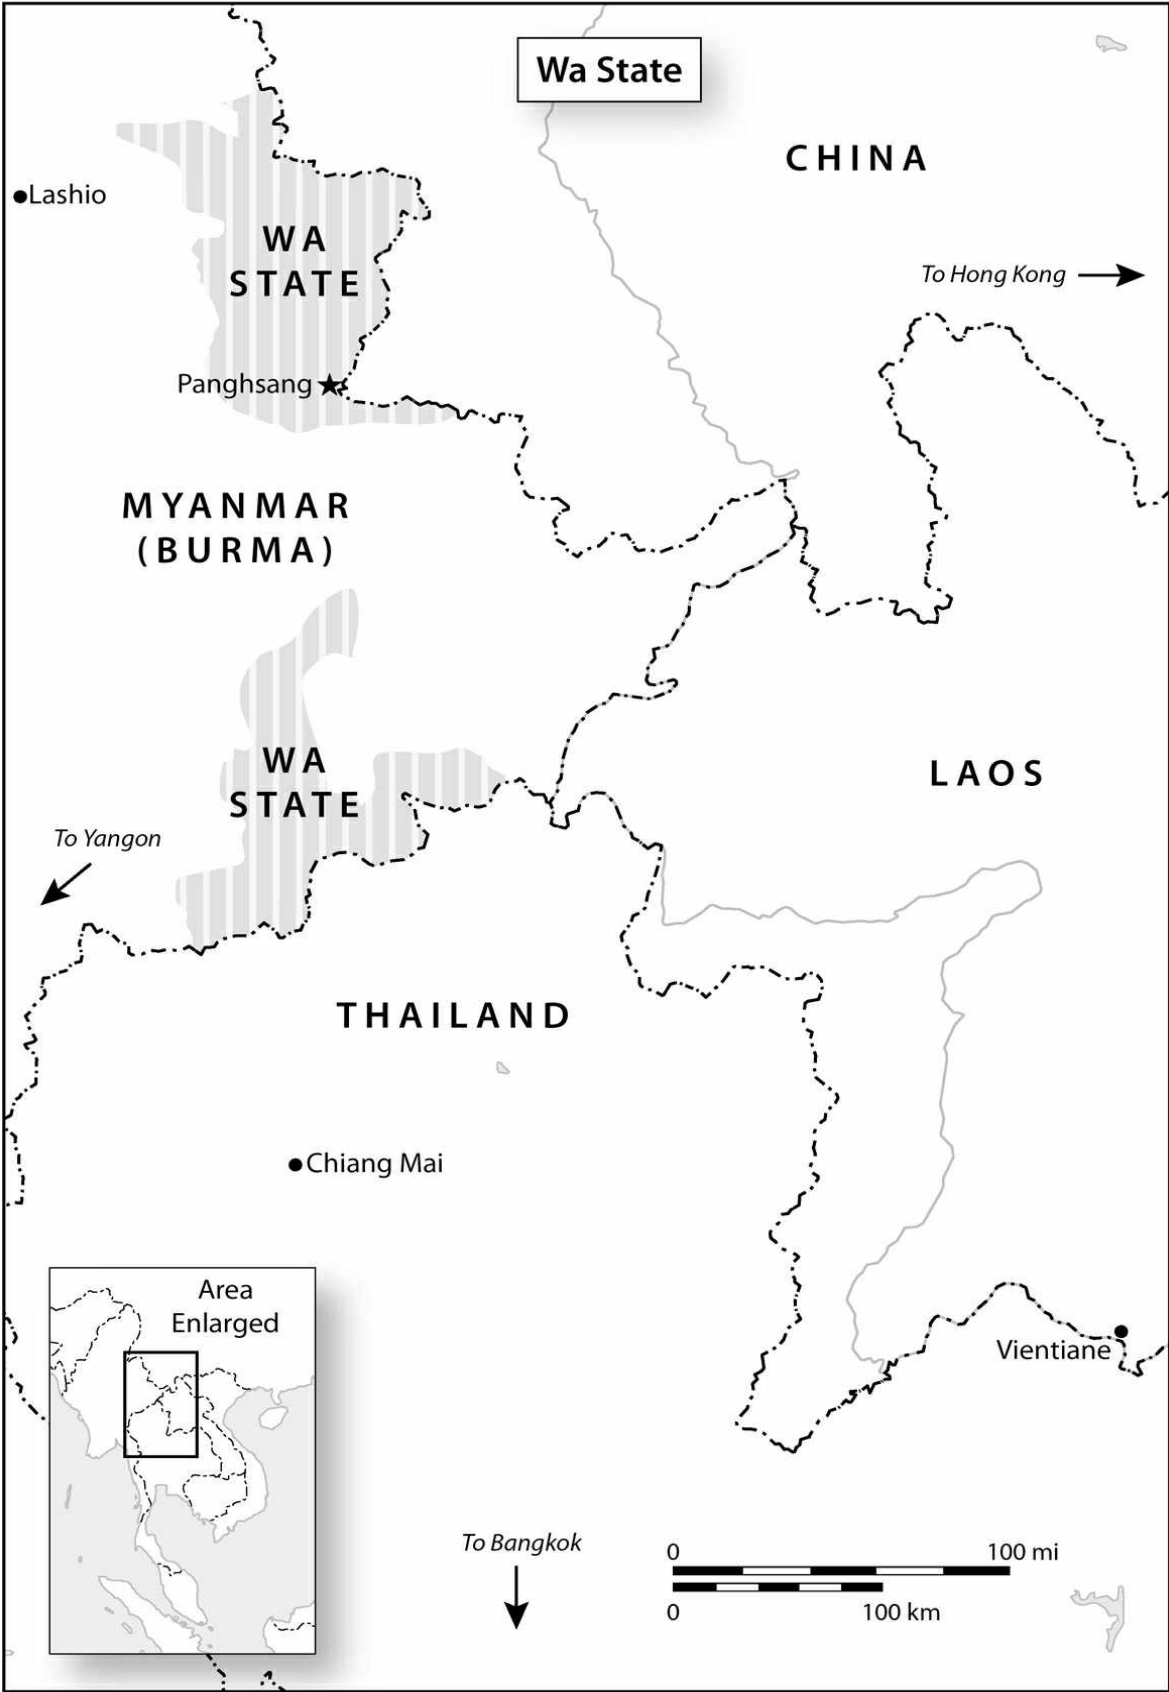 Wa State
CHINA
Lashio
WA
STATE
To Hong Kong
Panghsang
MYANMAR
(BURMA)
WA
STATE
LAOS
To Yangon
THAILAND
Chiang Mai
Area
Enlarged
Vientiane
To Bangkok
0 100 mi
0 100 km